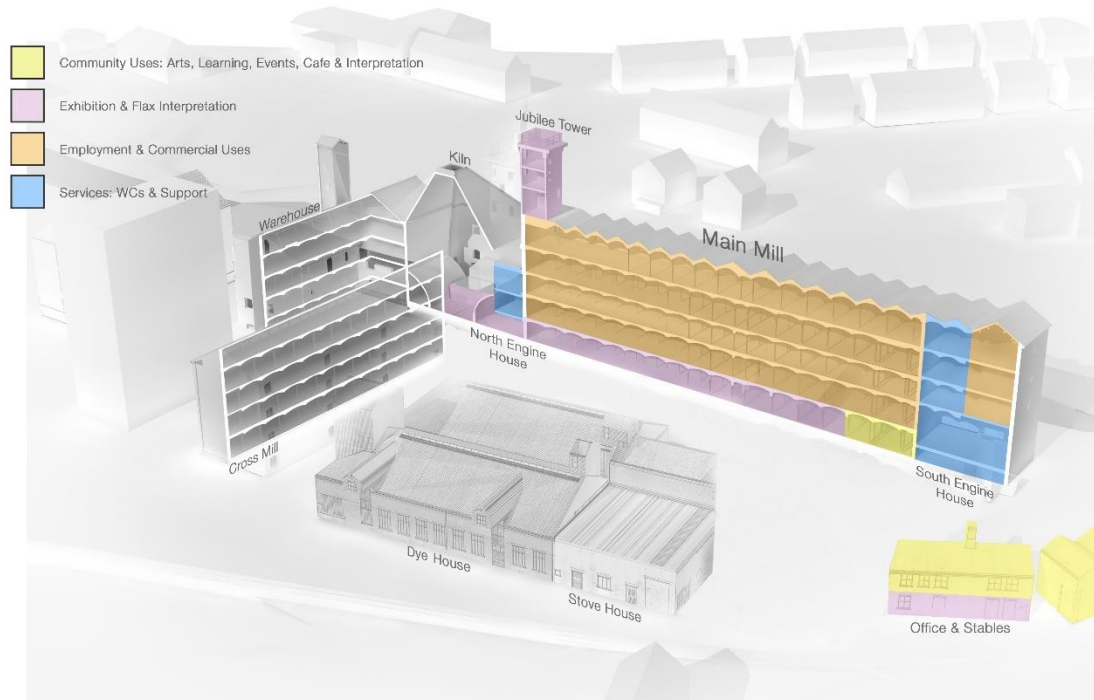 Community Uses: Arts, Learning, Events, Cafe & Interpretation
Exhibition & Flax Interpretation
Employment & Commercial Uses
Services: WCs & Support
Jubilee Tower
Kiln
Warehouse
Main Mill
North Engine
House
Cross Mill
South Engine
House
Dye House
Stove House
Office & Stables